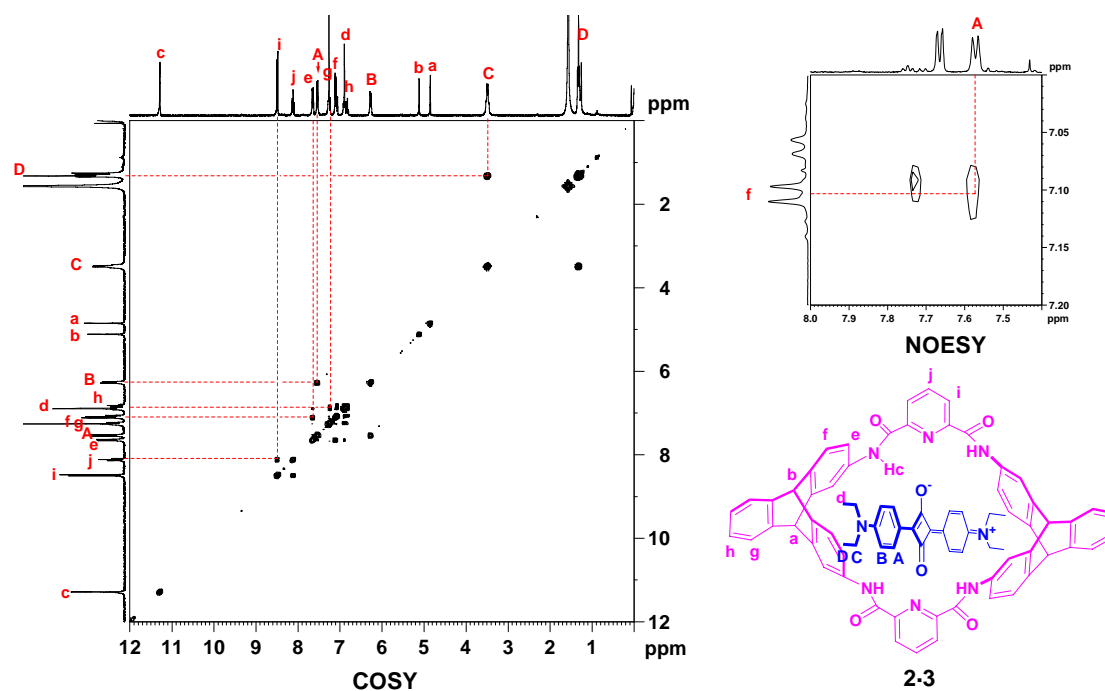 c i j e A g f d h B b a C D
ppm
D
C
a
b
B
h
d
f g
A
e
j
i
c
2
4
6
8
10
12
12 11 10 9 8 7 6 5 4 3 2 1 ppm
COSY
A
ppm
f
7.05
7.10
7.15
7.20
8.0 7.9 7.8 7.7 7.6 7.5 ppm
ppm
NOESY
j
i
O N O
f e NH HN
Hc
b
O-
d
N N+
a
D C B A
h g
O
NH HN
O N O
2·3